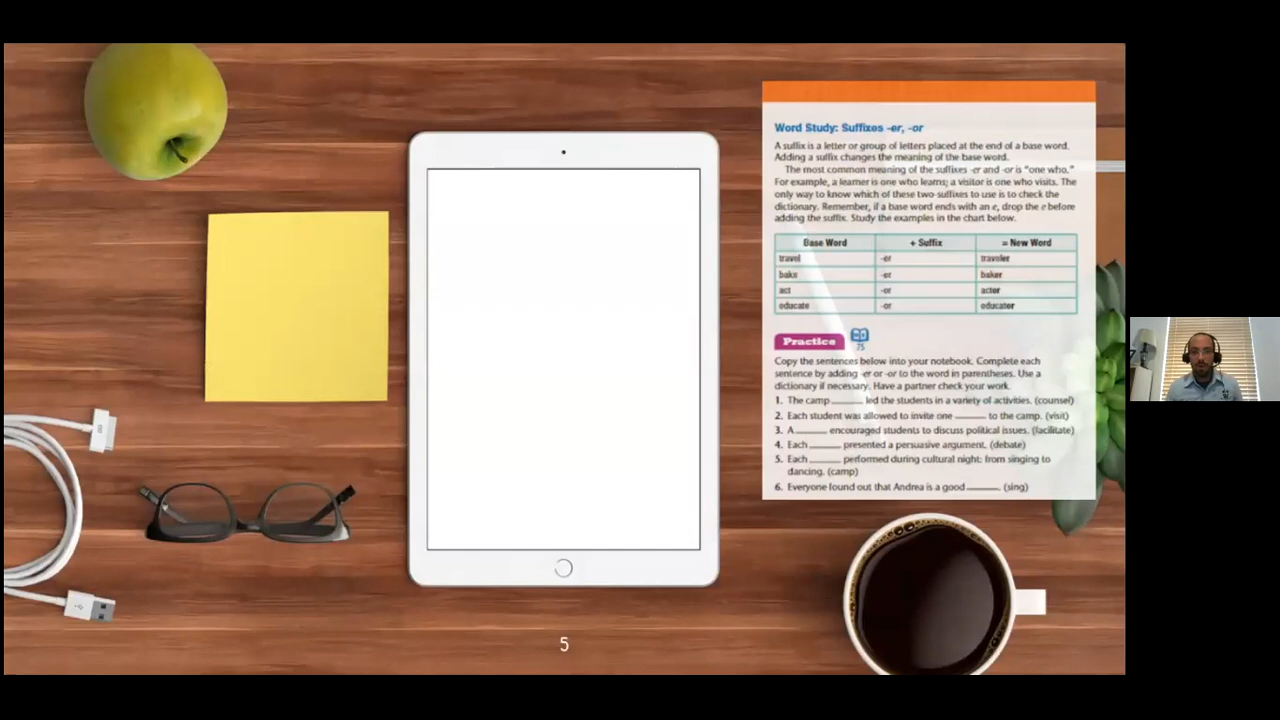 Word Study: Suffixes -er, -or
A suffix is a letter or group of letters placed at the end of a base word.
Adding a suffix changes the meaning of the base word.
The most common meaning of the suffixes -er and -or is "one who."
For example, a learner is one who learns; a visitor is one who visits. The
only way to know which of these two suffixes to use is to check the
dictionary. Remember, if a base word ends with an e, drop the e before
adding the suffix. Study the examples in the chart below.
Base Word + Suffix = New Word
travel -er traveler
bake -er baker
act -or actor
educate -or educator
Practice
75
Copy the sentences below into your notebook. Complete each
sentence by adding -er or -or to the word in parentheses. Use a
dictionary if necessary. Have a partner check your work.
1. The camp ______ led the students in a variety of activities. (counsel)
2. Each student was allowed to invite one ______ to the camp. (visit)
3. A ______ encouraged students to discuss political issues. (facilitate)
4. Each ______ presented a persuasive argument. (debate)
5. Each ______ performed during cultural night: from singing to
dancing. (camp)
6. Everyone found out that Andrea is a good ______. (sing)
5